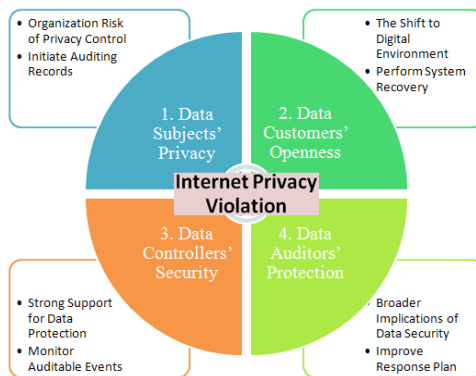 • Organization Risk
of Privacy Control
• Initiate Auditing
Records
• The Shift to
Digital
Environment
• Perform System
Recovery
1. Data
Subjects’
Privacy
2. Data
Customers’
Openness
Internet Privacy
Violation
3. Data
Controllers’
Security
4. Data
Auditors’
Protection
• Strong Support
for Data
Protection
• Monitor
Auditable Events
• Broader
Implications of
Data Security
• Improve
Response Plan